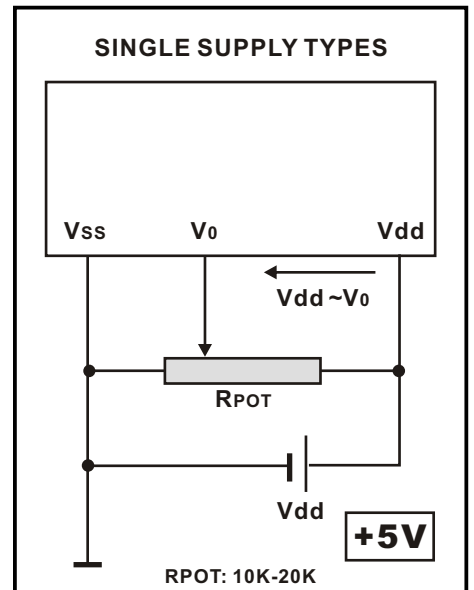 SINGLE SUPPLY TYPES
VSS V0 Vdd
Vdd ~V0
RPOT
Vdd
+5V
RPOT: 10K-20K